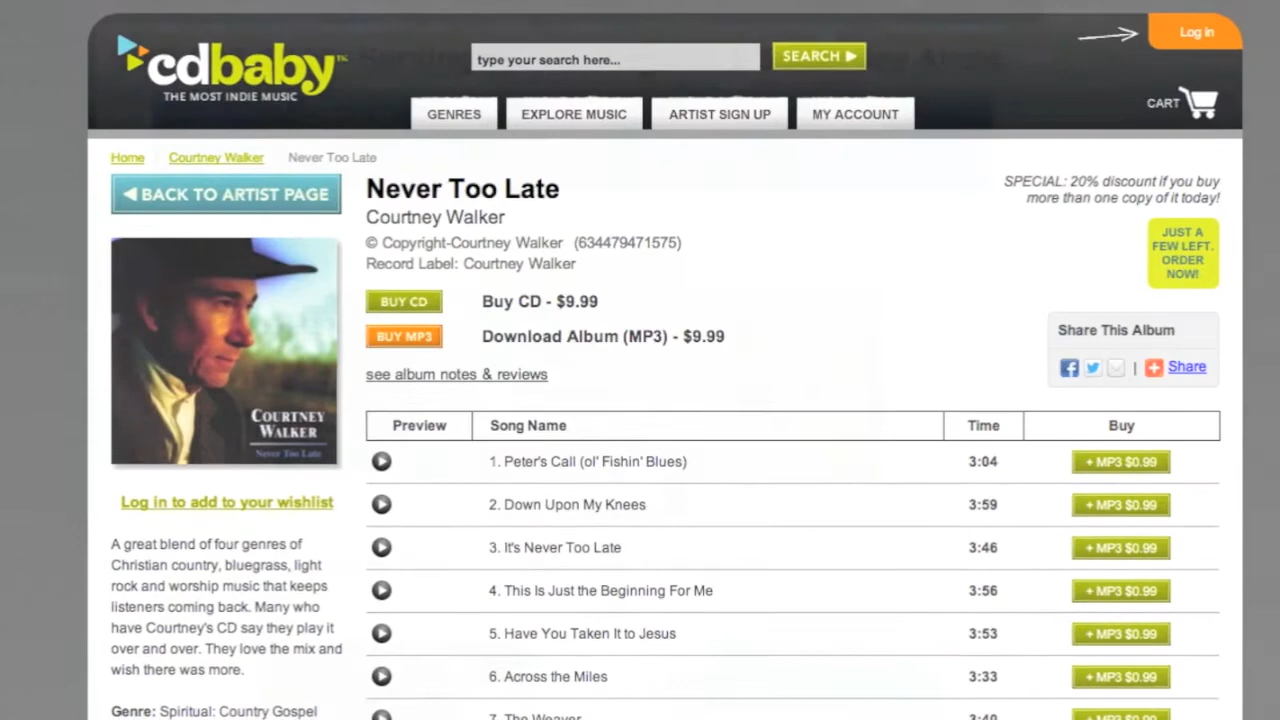 cdbaby™
THE MOST INDIE MUSIC
type your search here...
SEARCH
Log in
GENRES
EXPLORE MUSIC
ARTIST SIGN UP
MY ACCOUNT
CART
Home
Courtney Walker
Never Too Late
BACK TO ARTIST PAGE
Never Too Late
Courtney Walker
© Copyright-Courtney Walker (634479471575)
Record Label: Courtney Walker
SPECIAL: 20% discount if you buy
more than one copy of it today!
JUST A
FEW LEFT.
ORDER
NOW!
BUY CD
Buy CD - $9.99
BUY MP3
Download Album (MP3) - $9.99
see album notes & reviews
Share This Album
| Share
COURTNEY
WALKER
Never Too Late
Log in to add to your wishlist
A great blend of four genres of
Christian country, bluegrass, light
rock and worship music that keeps
listeners coming back. Many who
have Courtney's CD say they play it
over and over. They love the mix and
wish there was more.
Genre: Spiritual: Country Gospel
Preview Song Name Time Buy
1. Peter's Call (ol' Fishin' Blues) 3:04 + MP3 $0.99
2. Down Upon My Knees 3:59 + MP3 $0.99
3. It's Never Too Late 3:46 + MP3 $0.99
4. This Is Just the Beginning For Me 3:56 + MP3 $0.99
5. Have You Taken It to Jesus 3:53 + MP3 $0.99
6. Across the Miles 3:33 + MP3 $0.99
7. The Weaver